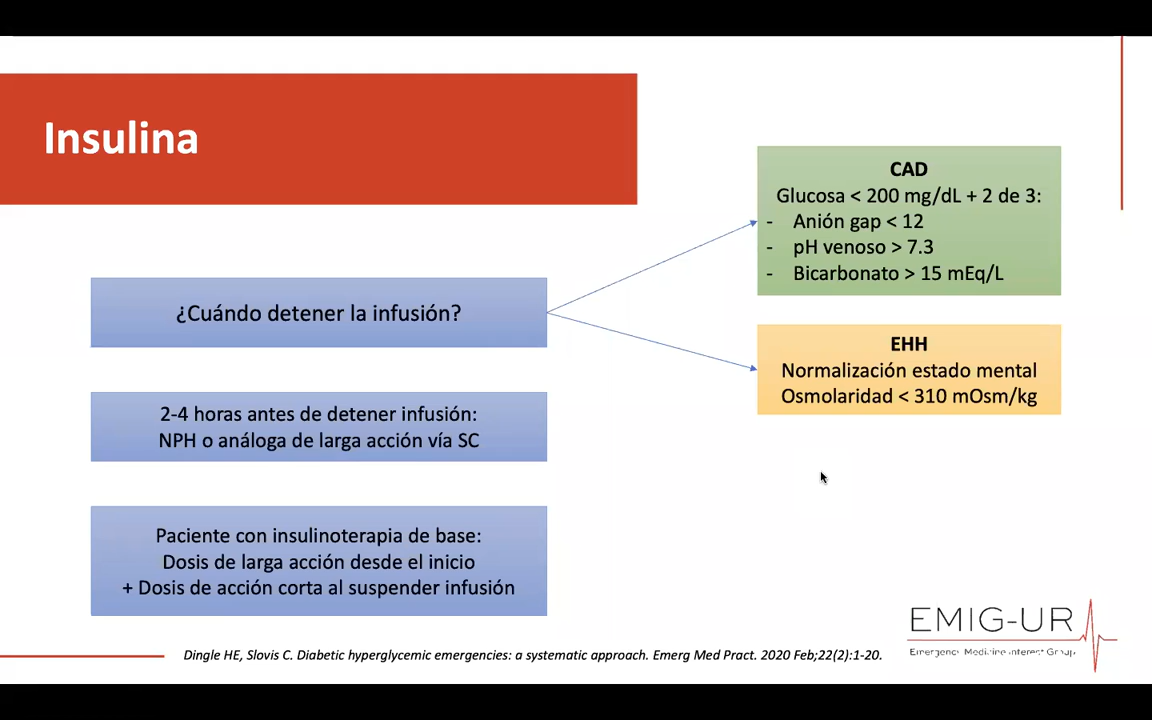 Insulina
¿Cuándo detener la infusión?
2-4 horas antes de detener infusión:
NPH o análoga de larga acción vía SC
Paciente con insulinoterapia de base:
Dosis de larga acción desde el inicio
+ Dosis de acción corta al suspender infusión
CAD
Glucosa < 200 mg/dL + 2 de 3:
- Anión gap < 12
- pH venoso > 7.3
- Bicarbonato > 15 mEq/L
EHH
Normalización estado mental
Osmolaridad < 310 mOsm/kg
EMIG-UR
Emergency Medicine Interest Group
Dingle HE, Slovis C. Diabetic hyperglycemic emergencies: a systematic approach. Emerg Med Pract. 2020 Feb;22(2):1-20.